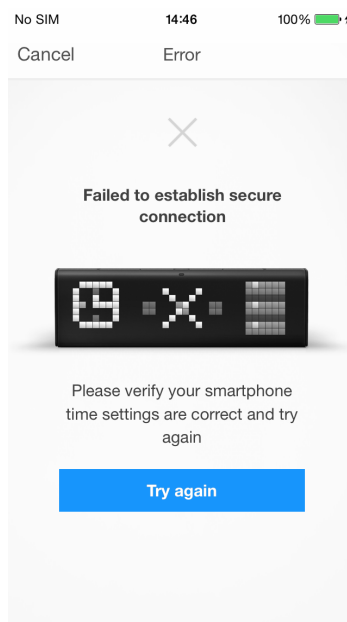 No SIM 14:46 100%
Cancel Error
Failed to establish secure
connection
Please verify your smartphone
time settings are correct and try
again
Try again